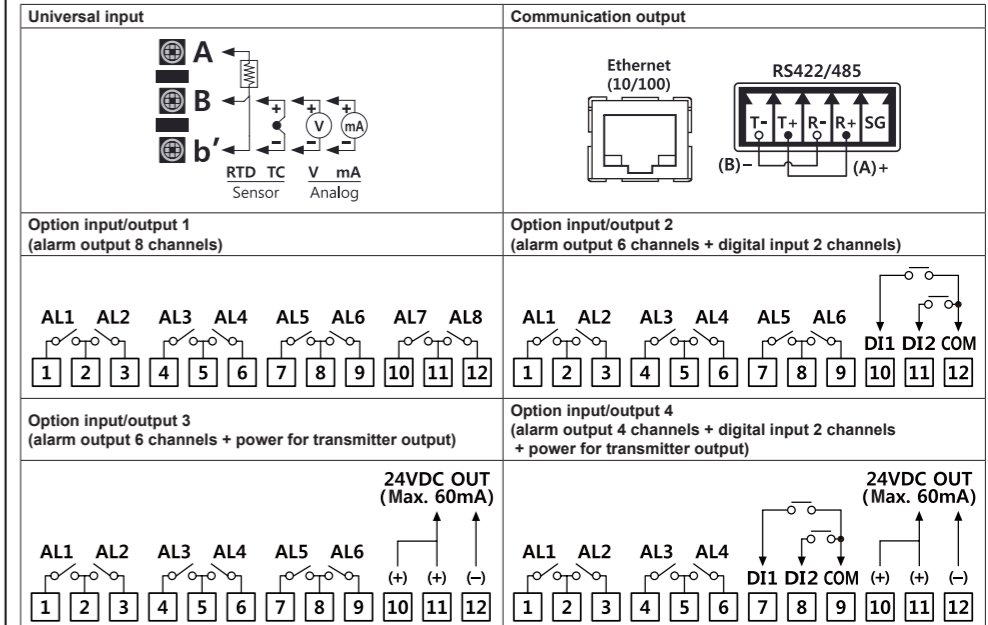 Universal input
Communication output
A
B
b′
+ + +
V mA
- - -
RTD TC V mA
Sensor Analog
Ethernet
(10/100)
RS422/485
T- T+ R- R+ SG
(B)- (A)+
Option input/output 1
(alarm output 8 channels)
Option input/output 2
(alarm output 6 channels + digital input 2 channels)
AL1 AL2 AL3 AL4 AL5 AL6 AL7 AL8
1 2 3 4 5 6 7 8 9 10 11 12
AL1 AL2 AL3 AL4 AL5 AL6
DI1 DI2 COM
1 2 3 4 5 6 7 8 9 10 11 12
Option input/output 3
(alarm output 6 channels + power for transmitter output)
Option input/output 4
(alarm output 4 channels + digital input 2 channels
+ power for transmitter output)
24VDC OUT
(Max. 60mA)
AL1 AL2 AL3 AL4 AL5 AL6
(+) (+) (−)
1 2 3 4 5 6 7 8 9 10 11 12
24VDC OUT
(Max. 60mA)
AL1 AL2 AL3 AL4
DI1 DI2 COM (+) (+) (−)
1 2 3 4 5 6 7 8 9 10 11 12